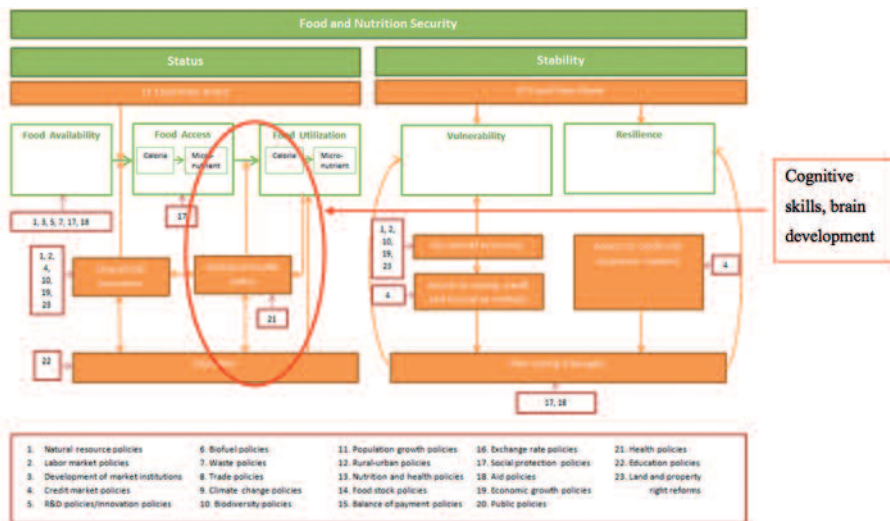 Food and Nutrition Security
Status
Stability
Food Availability
Food Access
Food Utilization
Vulnerability
Resilience
Calorie
Micro-
nutrient
Calorie
Micro-
nutrient
Cognitive
skills, brain
development
1, 3, 5, 7, 17, 18
17
1, 2,
4,
10,
19,
23
21
22
1, 2,
10,
19,
23
4
4
17, 18
1. Natural resource policies
2. Labor market policies
3. Development of market institutions
4. Credit market policies
5. R&D policies/innovation policies
6. Biofuel policies
7. Waste policies
8. Trade policies
9. Climate change policies
10. Biodiversity policies
11. Population growth policies
12. Rural-urban policies
13. Nutrition and health policies
14. Food stock policies
15. Balance of payment policies
16. Exchange rate policies
17. Social protection policies
18. Aid policies
19. Economic growth policies
20. Public policies
21. Health policies
22. Education policies
23. Land and property
right reforms